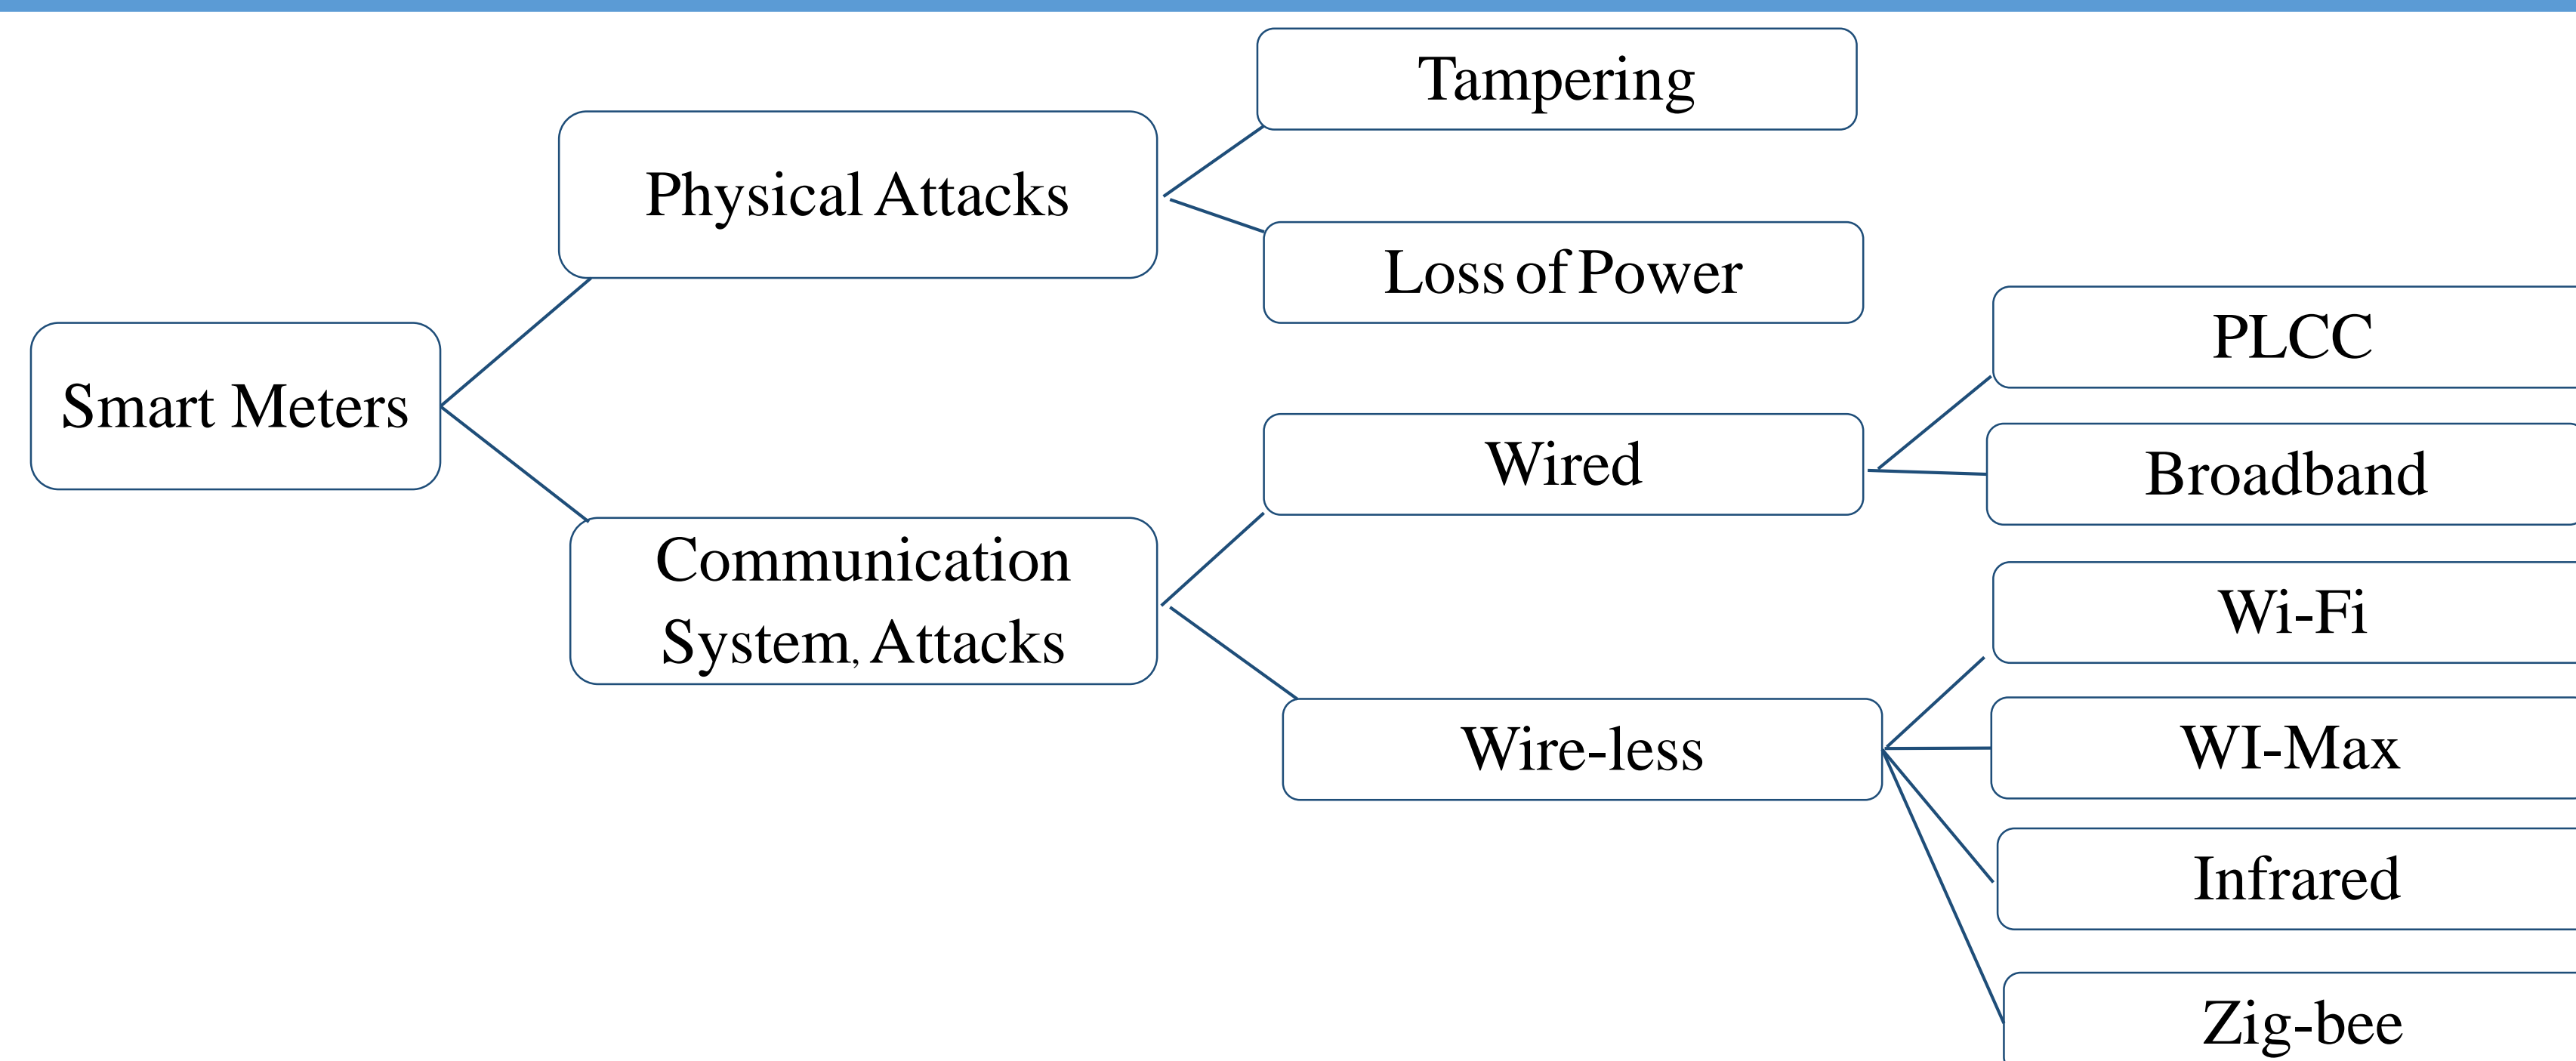 Tampering
Physical Attacks
Loss of Power
PLCC
Smart Meters
Wired
Broadband
Communication
System, Attacks
Wi-Fi
Wire-less
WI-Max
Infrared
Zig-bee